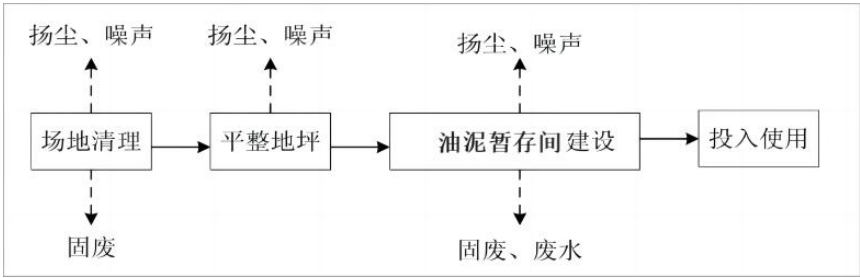 扬尘、噪声
扬尘、噪声
扬尘、噪声
场地清理
平整地坪
油泥暂存间建设
投入使用
固废
固废、废水